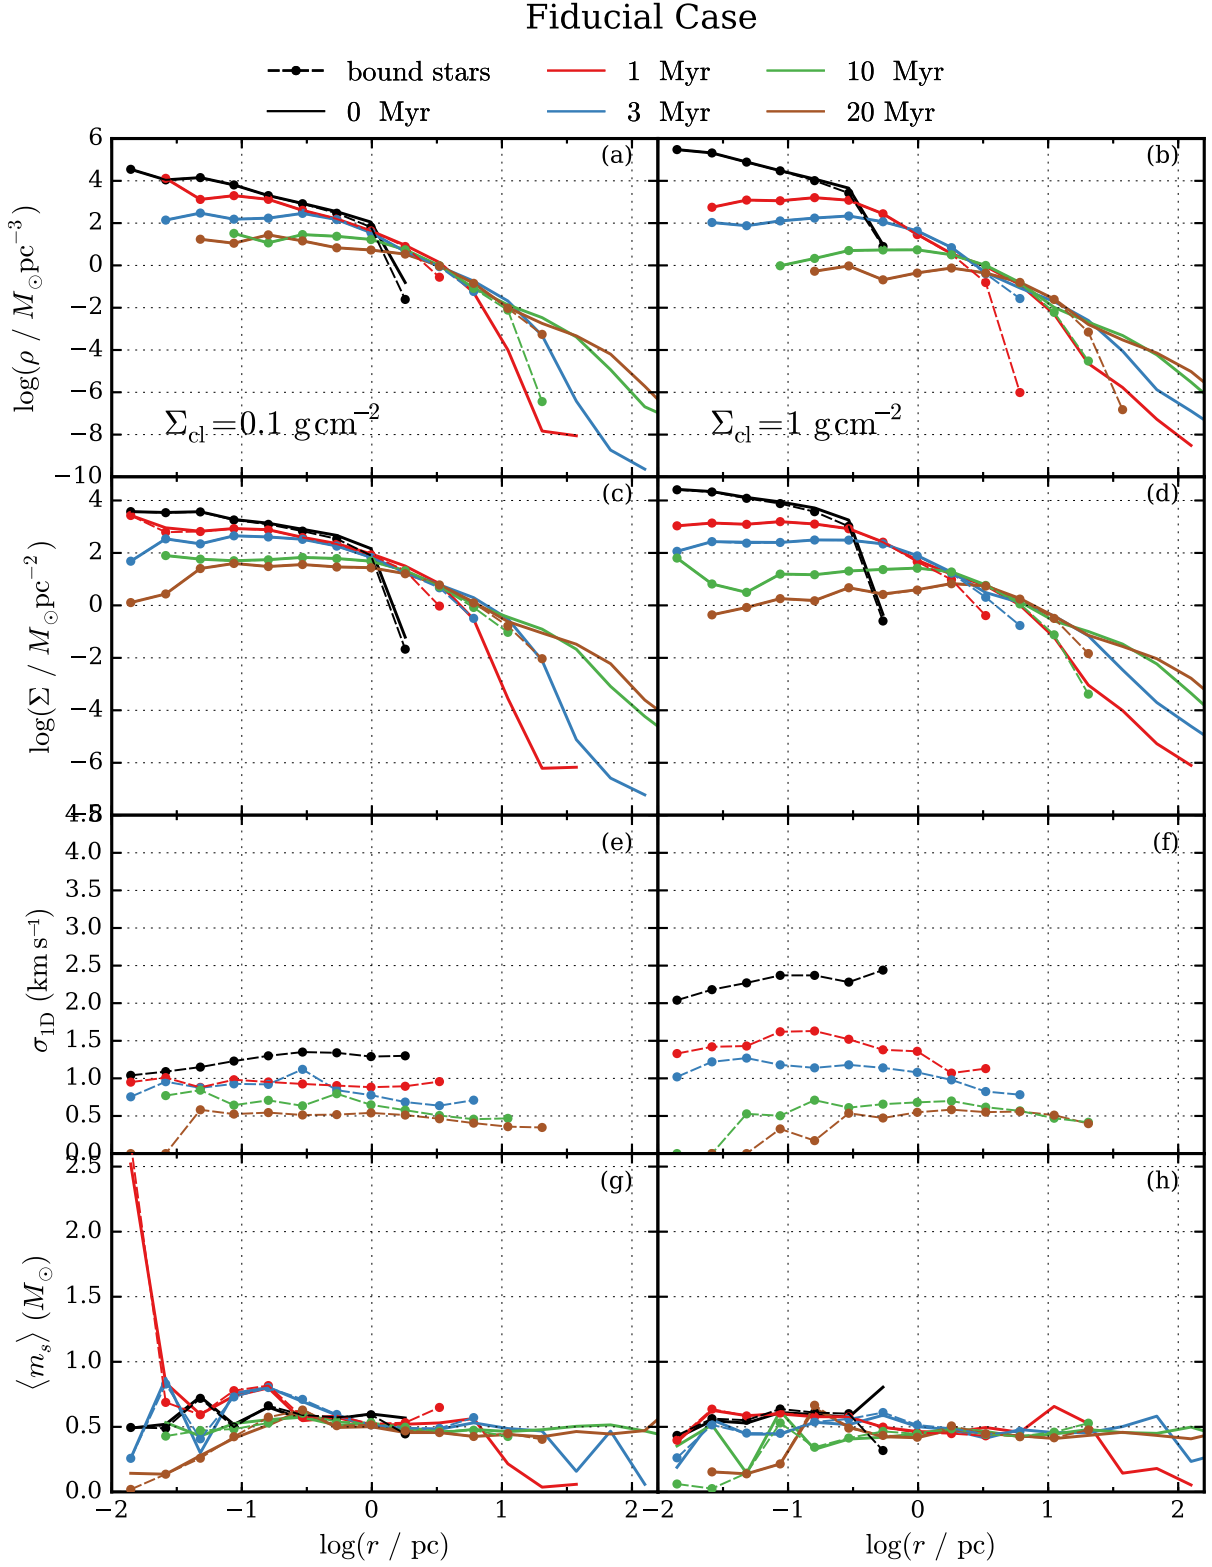 Fiducial Case
bound stars
0 Myr
1 Myr
3 Myr
10 Myr
20 Myr
log(ρ / M⊙pc⁻³)
6
4
2
0
−2
−4
−6
−8
−10
(a)
Σcl=0.1 g cm⁻²
(b)
Σcl=1 g cm⁻²
log(Σ / M⊙pc⁻²)
4
2
0
−2
−4
−6
−8
(c)
(d)
σ1D (km s⁻¹)
4.5
4.0
3.5
3.0
2.5
2.0
1.5
1.0
0.5
0.0
(e)
(f)
⟨ms⟩ (M⊙)
2.5
2.0
1.5
1.0
0.5
0.0
(g)
(h)
−2 −1 0 1 2 −2 −1 0 1 2
log(r / pc) log(r / pc)